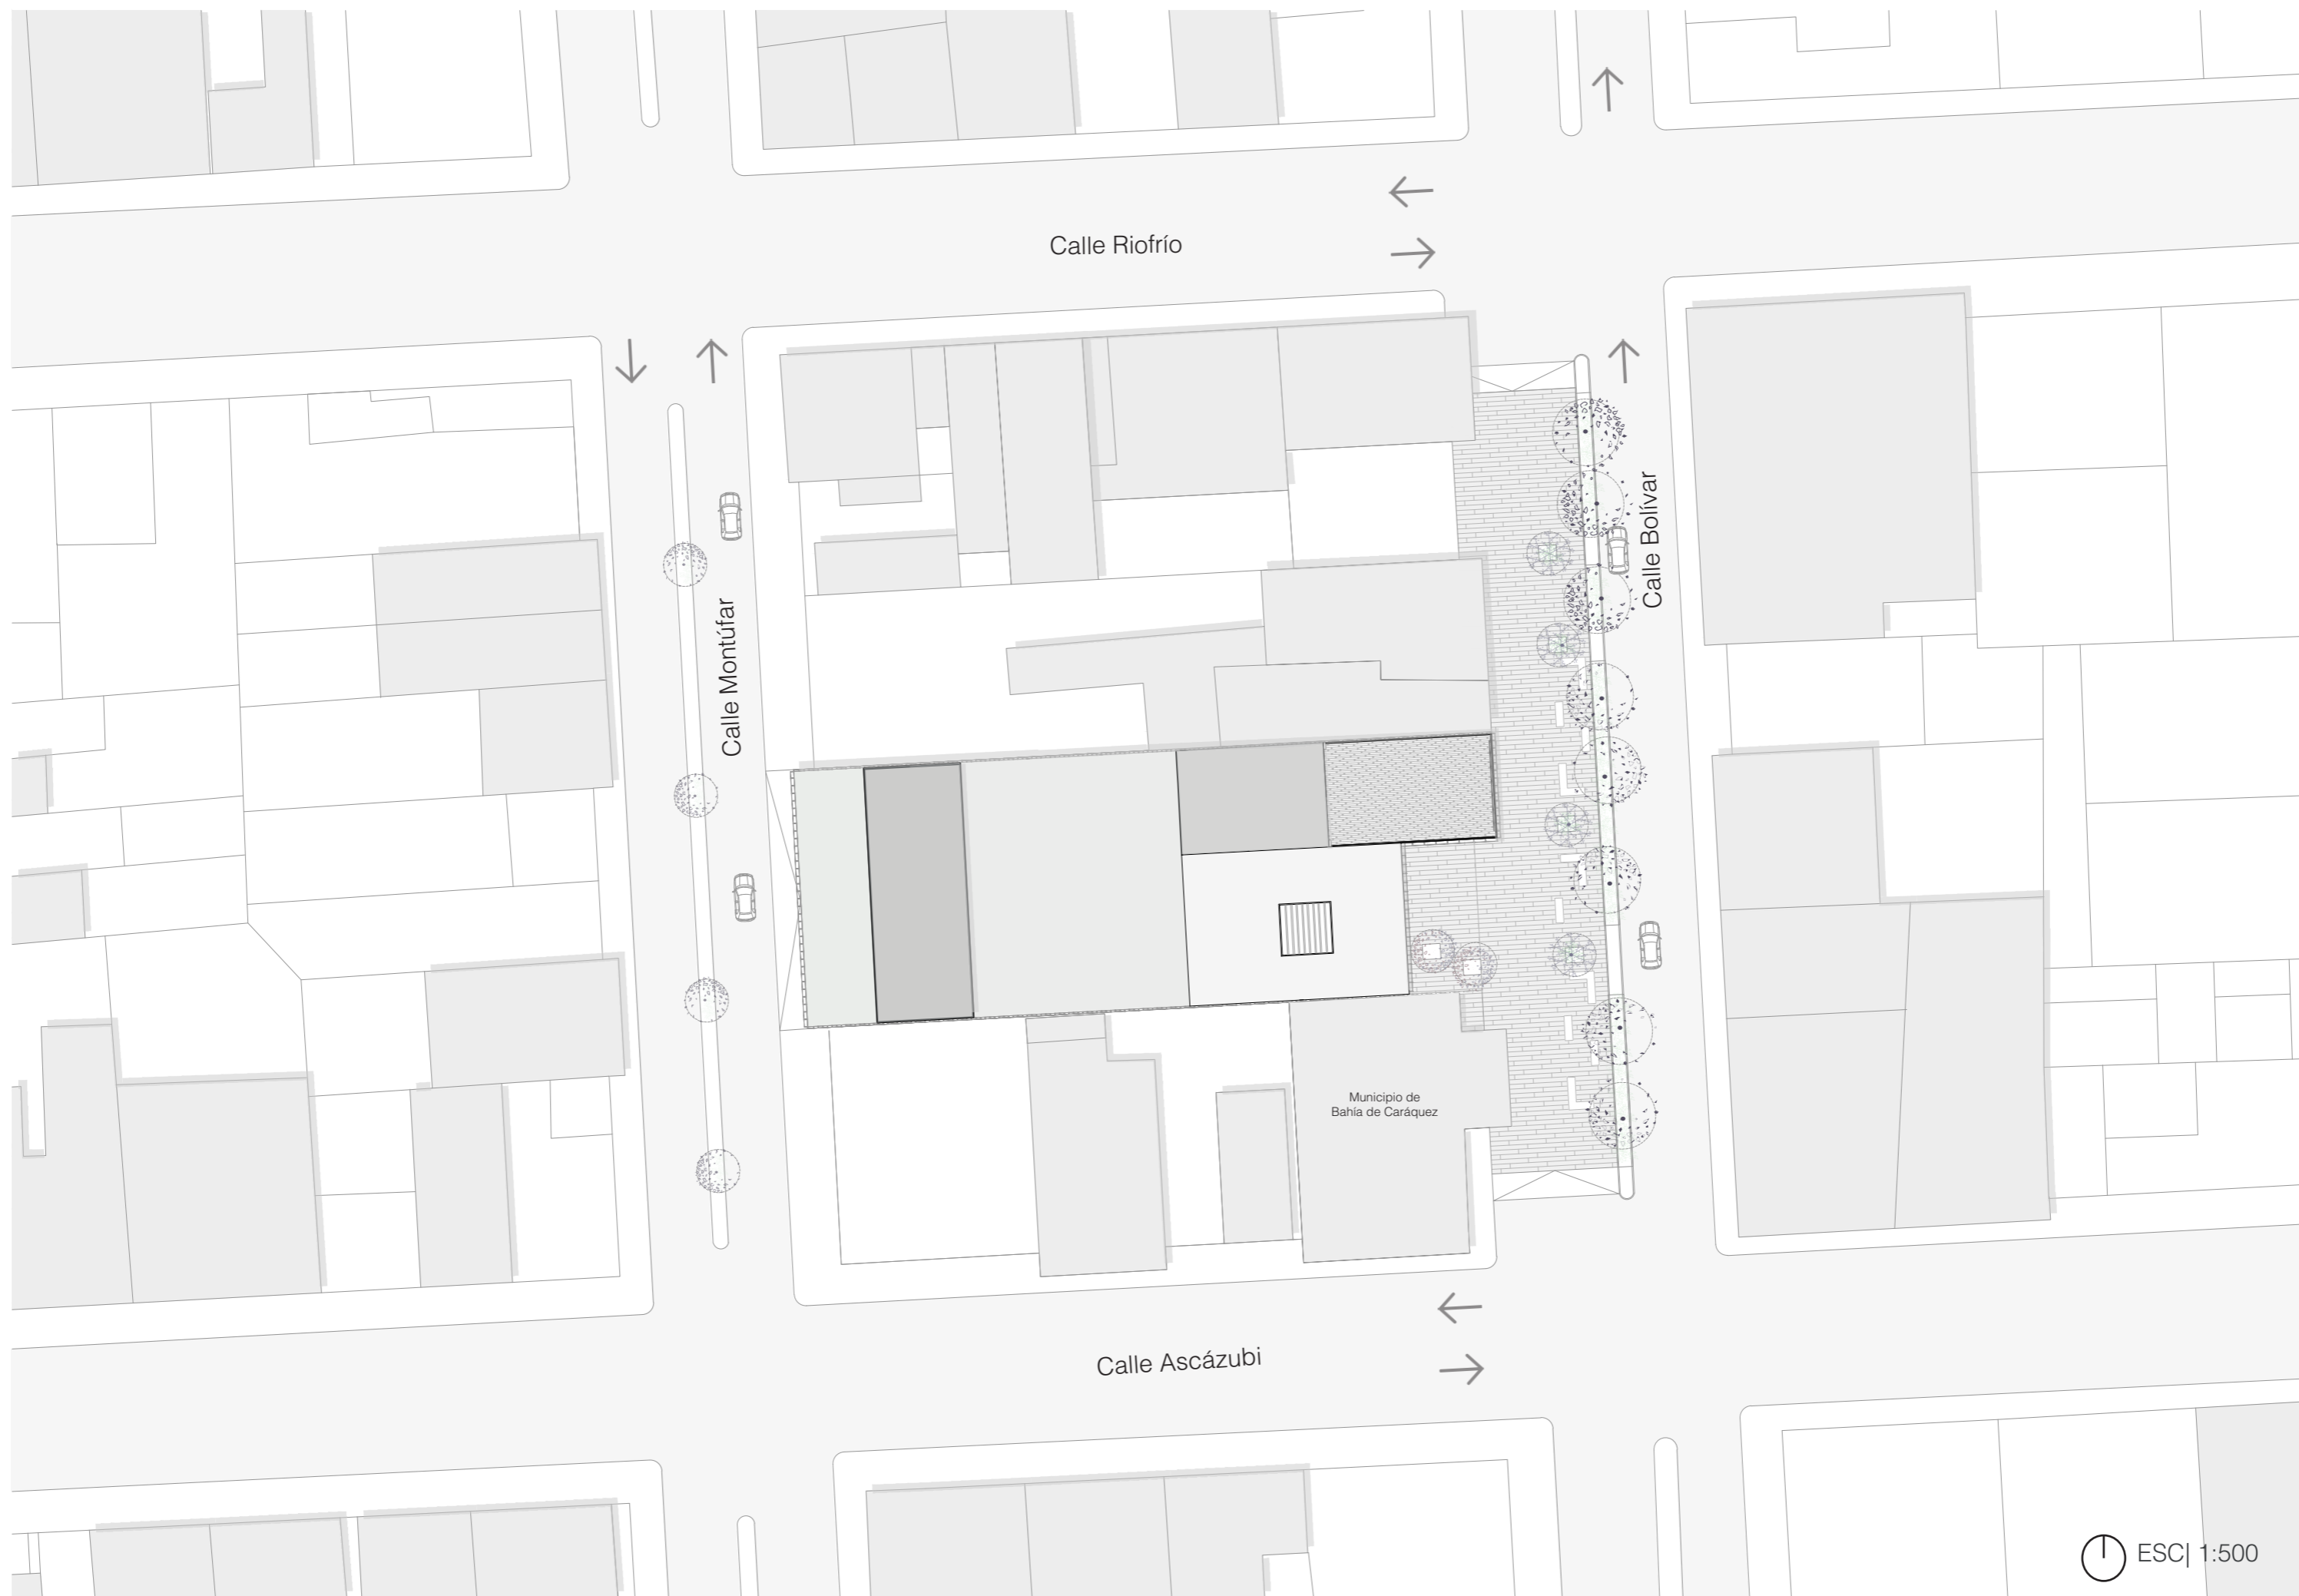 Calle Riofrío
Calle Bolívar
Calle Montúfar
Municipio de
Bahía de Caráquez
Calle Ascázubi
ESC| 1:500